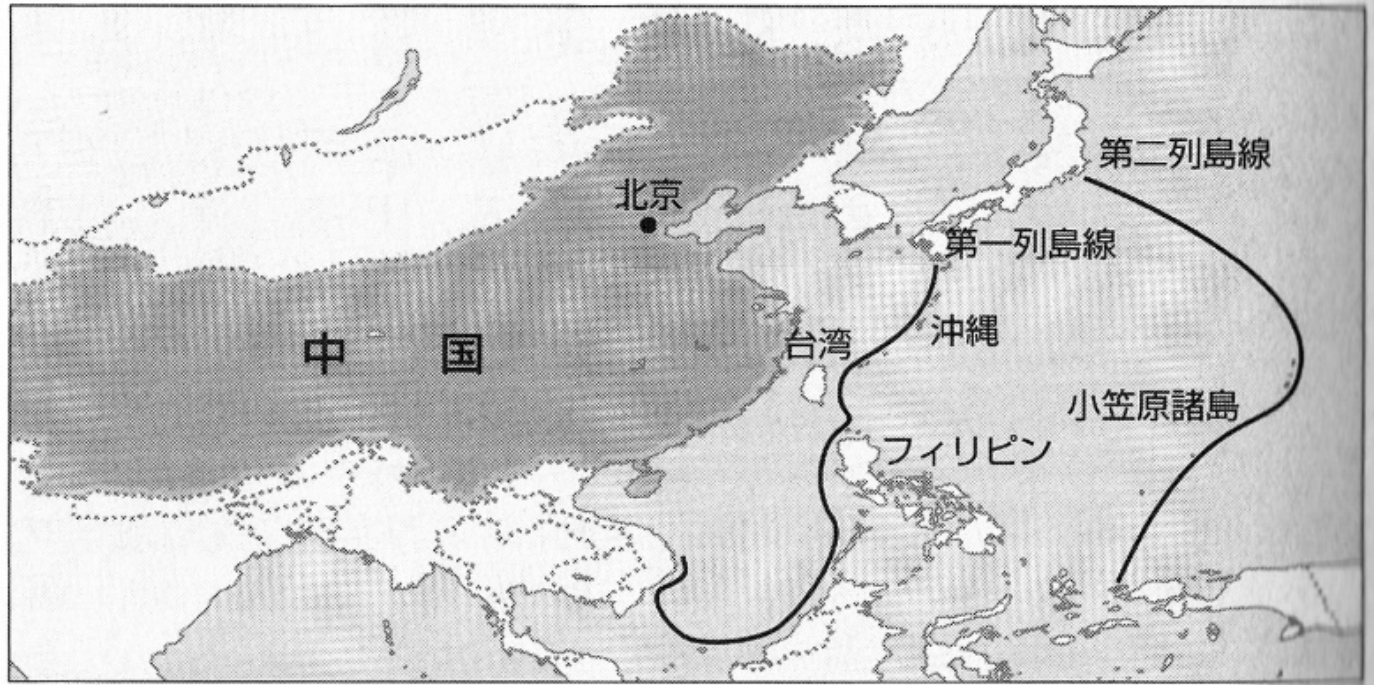 第二列島線
北京
第一列島線
沖縄
台湾
中国
小笠原諸島
フィリピン